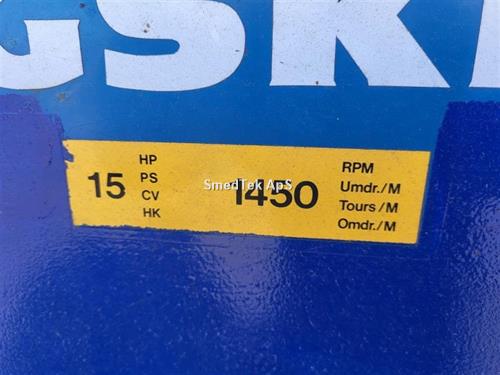 GSK
HP
15 PS
CV
HK
1450
RPM
Umdr./M
Tours/M
Omdr./M
SmedTek ApS